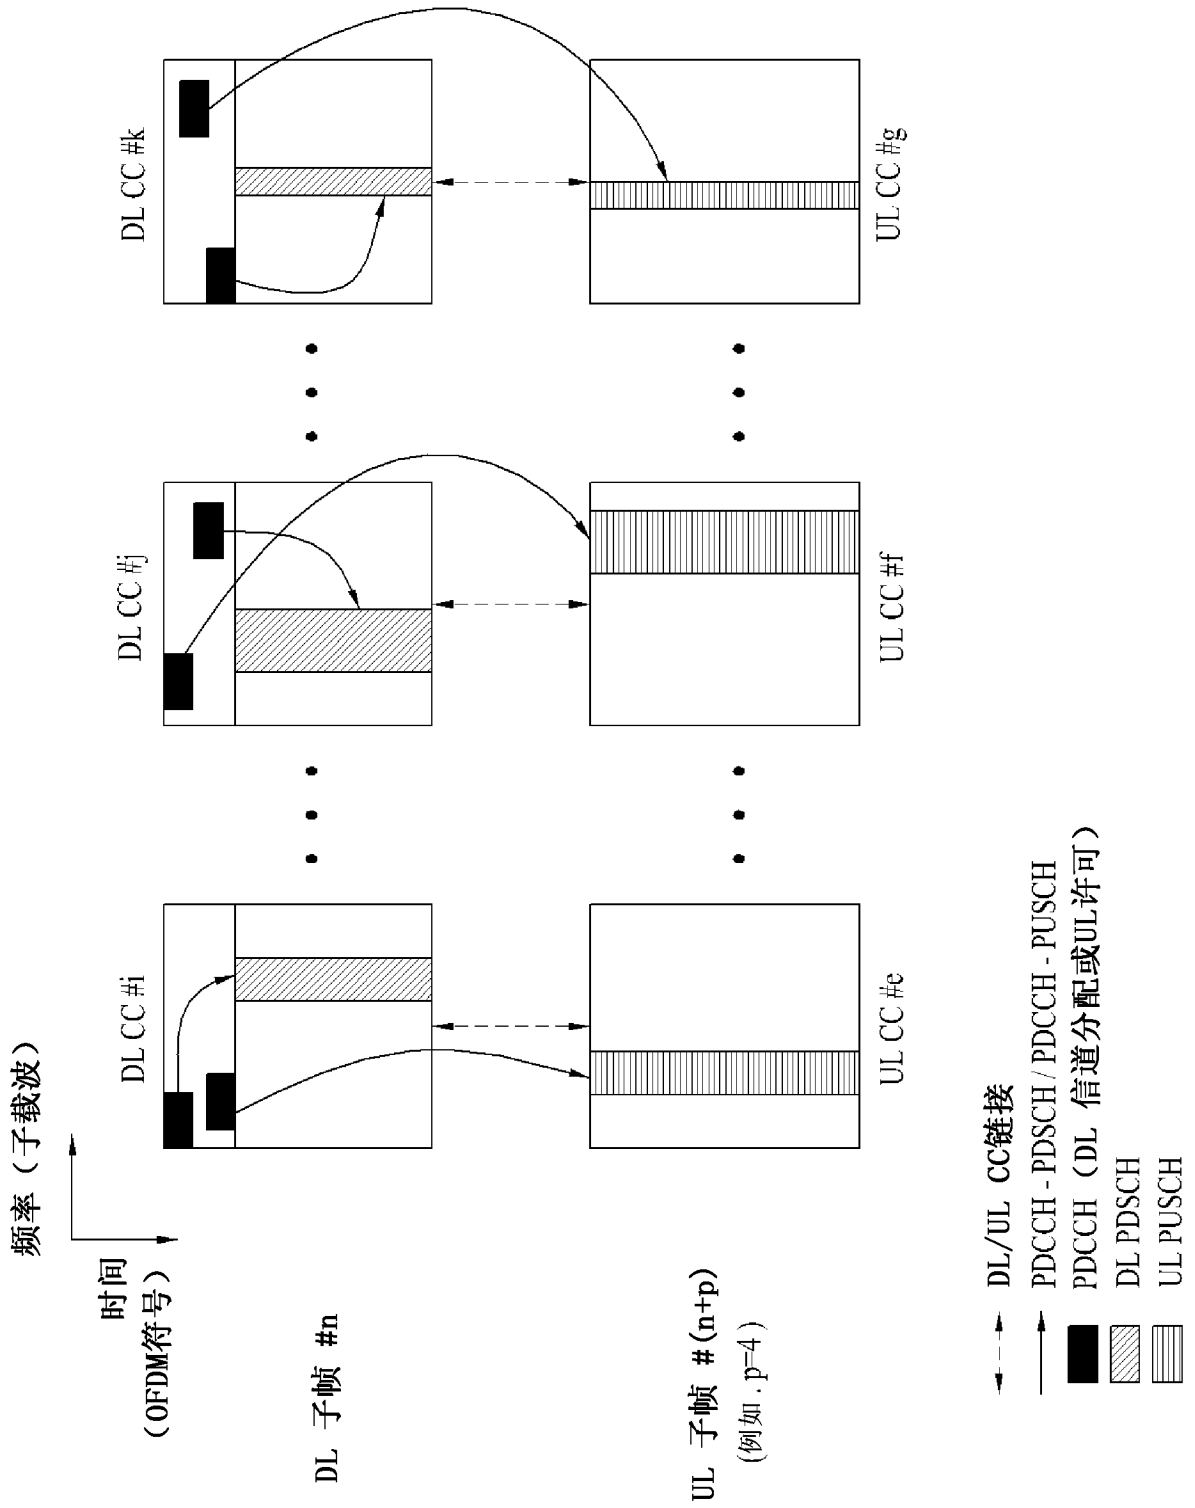 频率（子载波）
时间
（OFDM符号）
DL CC #i
DL CC #j
DL CC #k
DL 子帧 #n
UL 子帧 #(n+p)
(例如. p=4)
UL CC #e
UL CC #f
UL CC #g
DL/UL CC链接
PDCCH - PDSCH / PDCCH - PUSCH
PDCCH（DL 信道分配或UL许可）
DL PDSCH
UL PUSCH